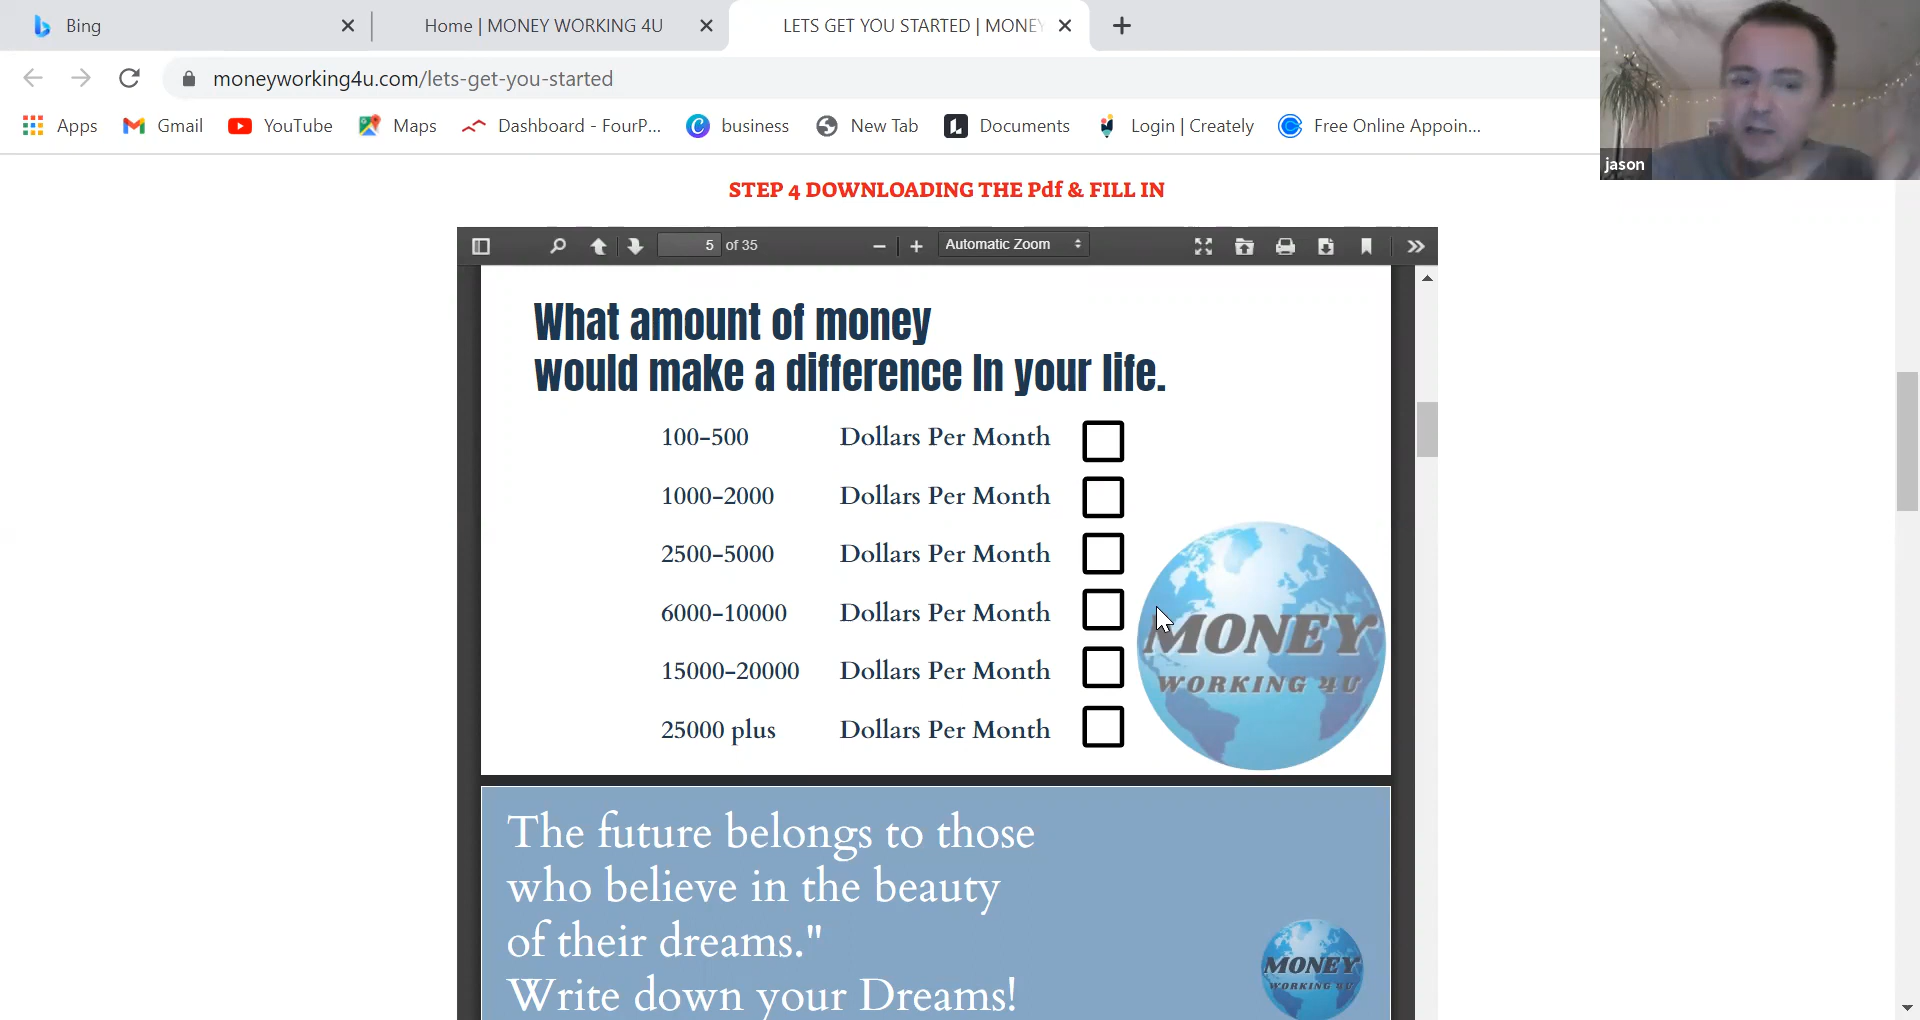 Bing
Home | MONEY WORKING 4U
LETS GET YOU STARTED | MONEY
moneyworking4u.com/lets-get-you-started
Apps
Gmail
YouTube
Maps
Dashboard - FourP...
business
New Tab
Documents
Login | Creately
Free Online Appoin...
jason
STEP 4 DOWNLOADING THE Pdf & FILL IN
5 of 35
Automatic Zoom
What amount of money
would make a difference In your life.
100-500 Dollars Per Month
1000-2000 Dollars Per Month
2500-5000 Dollars Per Month
6000-10000 Dollars Per Month
15000-20000 Dollars Per Month
25000 plus Dollars Per Month
MONEY
WORKING 4U
The future belongs to those
who believe in the beauty
of their dreams."
Write down your Dreams!
MONEY
WORKING 4U